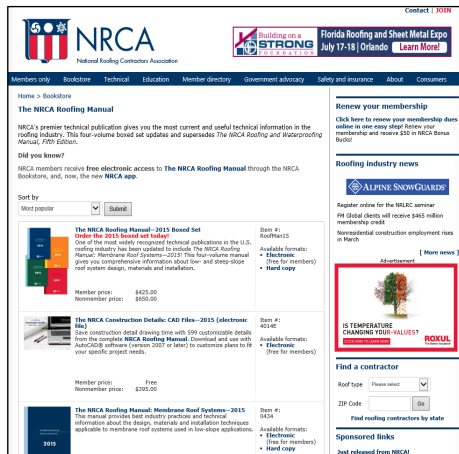 Contact | JOIN
NRCA
National Roofing Contractors Association
Building on a
STRONG
FOUNDATION
Florida Roofing and Sheet Metal Expo
July 17-18 | Orlando
Learn More!
Members only
Bookstore
Technical
Education
Member directory
Government advocacy
Safety and insurance
About
Consumers
Home > Bookstore
The NRCA Roofing Manual
NRCA's premier technical publication gives you the most current and useful technical information in the
roofing industry. This four-volume boxed set updates and supersedes The NRCA Roofing and Waterproofing
Manual, Fifth Edition.
Did you know?
NRCA members receive free electronic access to The NRCA Roofing Manual through the NRCA
Bookstore, and, now, the new NRCA app.
Sort by
Most popular
Submit
The NRCA Roofing Manual—2015 Boxed Set
Order the 2015 boxed set today!
One of the most widely recognized technical publications in the U.S.
roofing industry has been updated to include The NRCA Roofing
Manual: Membrane Roof Systems—2015! This four-volume manual
gives you comprehensive information about low- and steep-slope
roof system design, materials and installation.
Member price: $425.00
Nonmember price: $650.00
Item #:
RoofMan15
Available formats:
• Electronic
(free for members)
• Hard copy
The NRCA Construction Details: CAD Files—2015 (electronic
file)
Save construction detail drawing time with 599 customizable details
from the complete NRCA Roofing Manual. Download and use with
AutoCAD® software (version 2007 or later) to customize plans to fit
your specific project needs.
Member price: Free
Nonmember price: $395.00
Item #:
4014E
Available formats:
• Electronic
(free for members)
2015
The NRCA Roofing Manual: Membrane Roof Systems—2015
This manual provides best industry practices and technical
information about the design, materials and installation techniques
applicable to membrane roof systems used in low-slope applications.
Item #:
0434
Available formats:
• Electronic
(free for members)
• Hard copy
Renew your membership
Click here to renew your membership dues
online in one easy step! Renew your
membership and receive $50 in NRCA Bonus
Bucks!
Roofing industry news
ALPINE SNOWGUARDS
Register online for the NRLRC seminar
FM Global clients will receive $465 million
membership credit
Nonresidential construction employment rises
in March
[ More news ]
Advertisement
IS TEMPERATURE
CHANGING YOUR R-VALUES?
CLICK HERE TO LEARN MORE
ROXUL
Find a contractor
Roof type
Please select
ZIP Code
Go
Find roofing contractors by state
Sponsored links
Just released from NRCA!